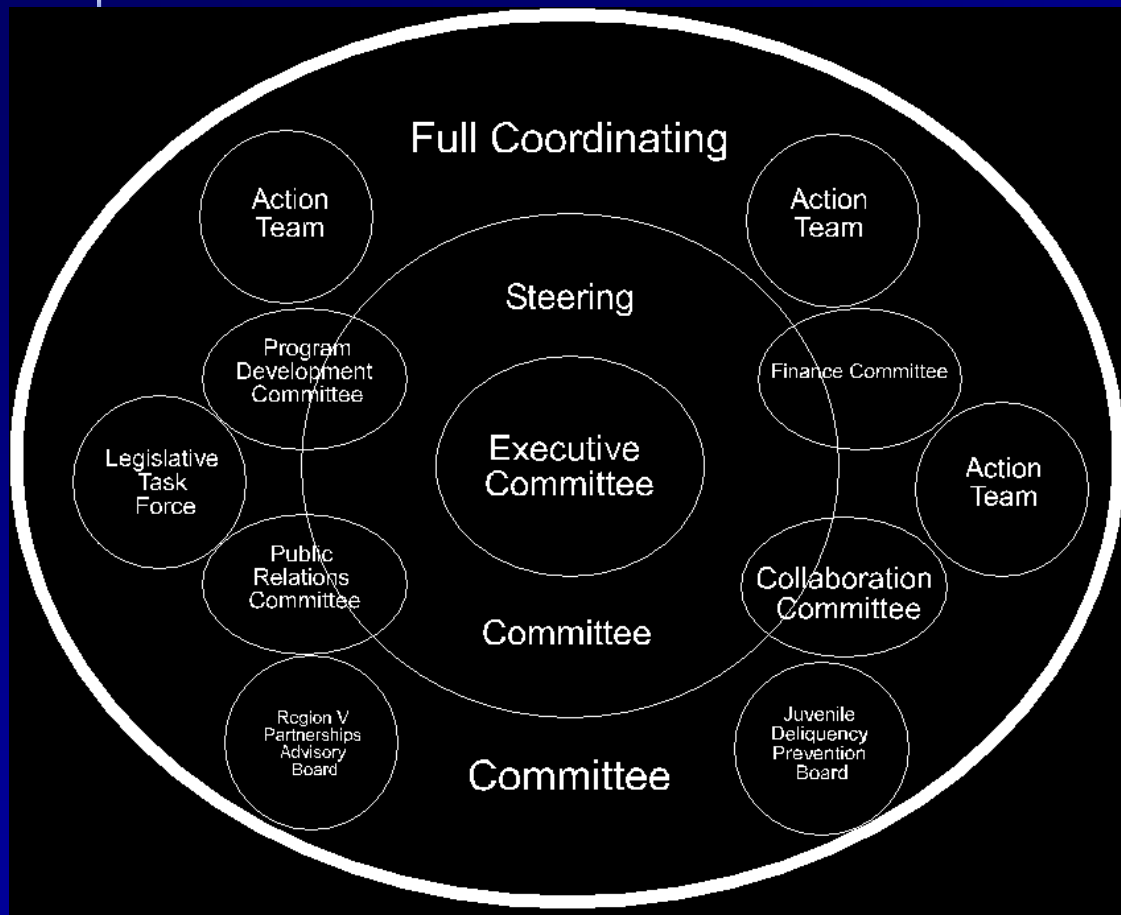 Full Coordinating
Action
Team
Action
Team
Steering
Program
Development
Committee
Finance Committee
Executive
Committee
Legislative
Task
Force
Action
Team
Public
Relations
Committee
Collaboration
Committee
Committee
Region V
Partnerships
Advisory
Board
Juvenile
Deliquency
Prevention
Board
Committee